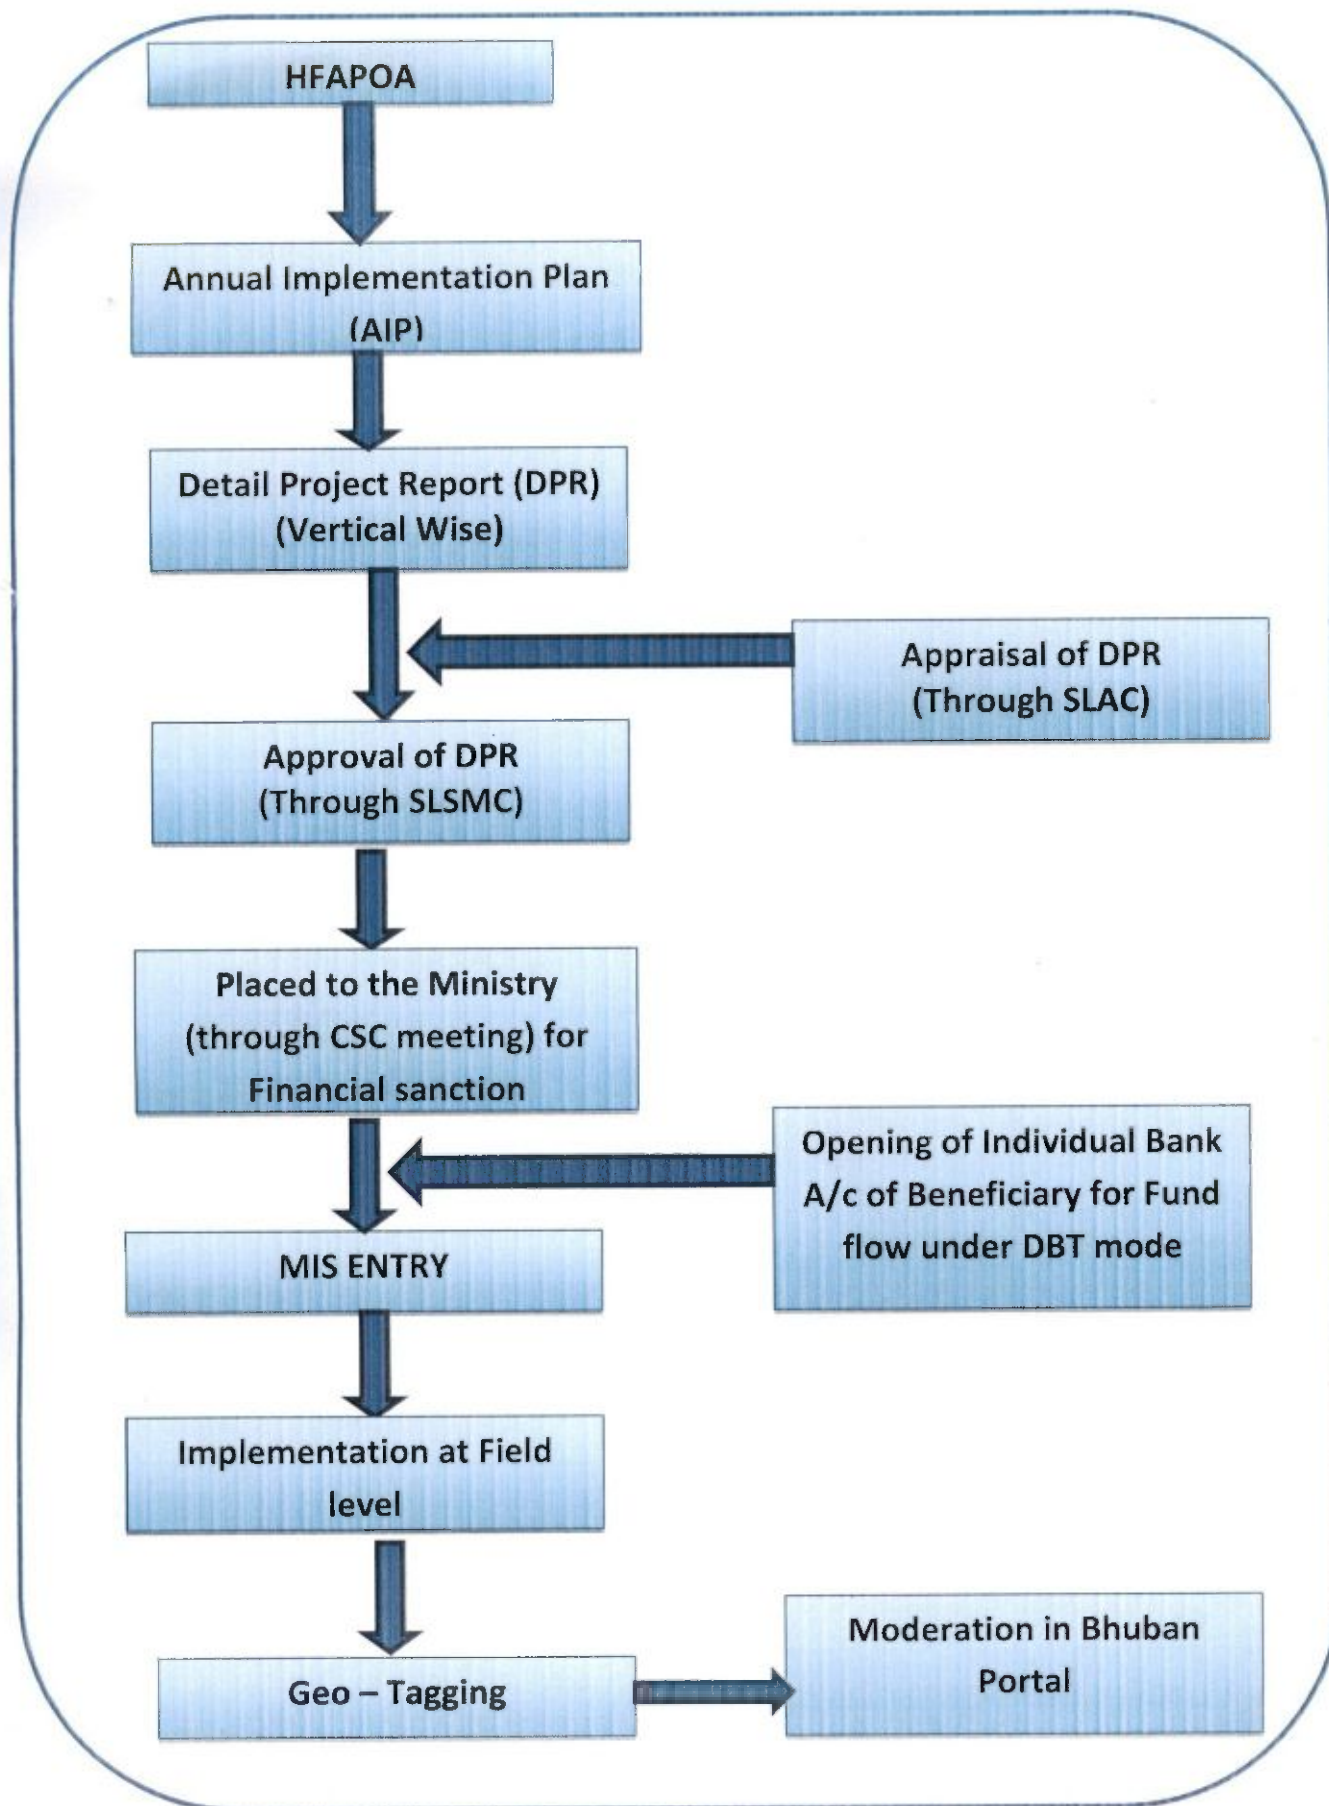 HFAPOA
Annual Implementation Plan
(AIP)
Detail Project Report (DPR)
(Vertical Wise)
Appraisal of DPR
(Through SLAC)
Approval of DPR
(Through SLSMC)
Placed to the Ministry
(through CSC meeting) for
Financial sanction
Opening of Individual Bank
A/c of Beneficiary for Fund
flow under DBT mode
MIS ENTRY
Implementation at Field
level
Geo – Tagging
Moderation in Bhuban
Portal